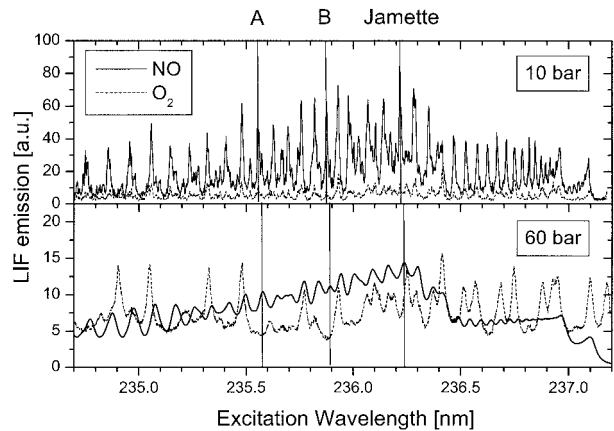 A B Jamette
100
80
60
40
20
0
NO
O2
10 bar
LIF emission [a.u.]
20
15
10
5
0
60 bar
235.0 235.5 236.0 236.5 237.0
Excitation Wavelength [nm]